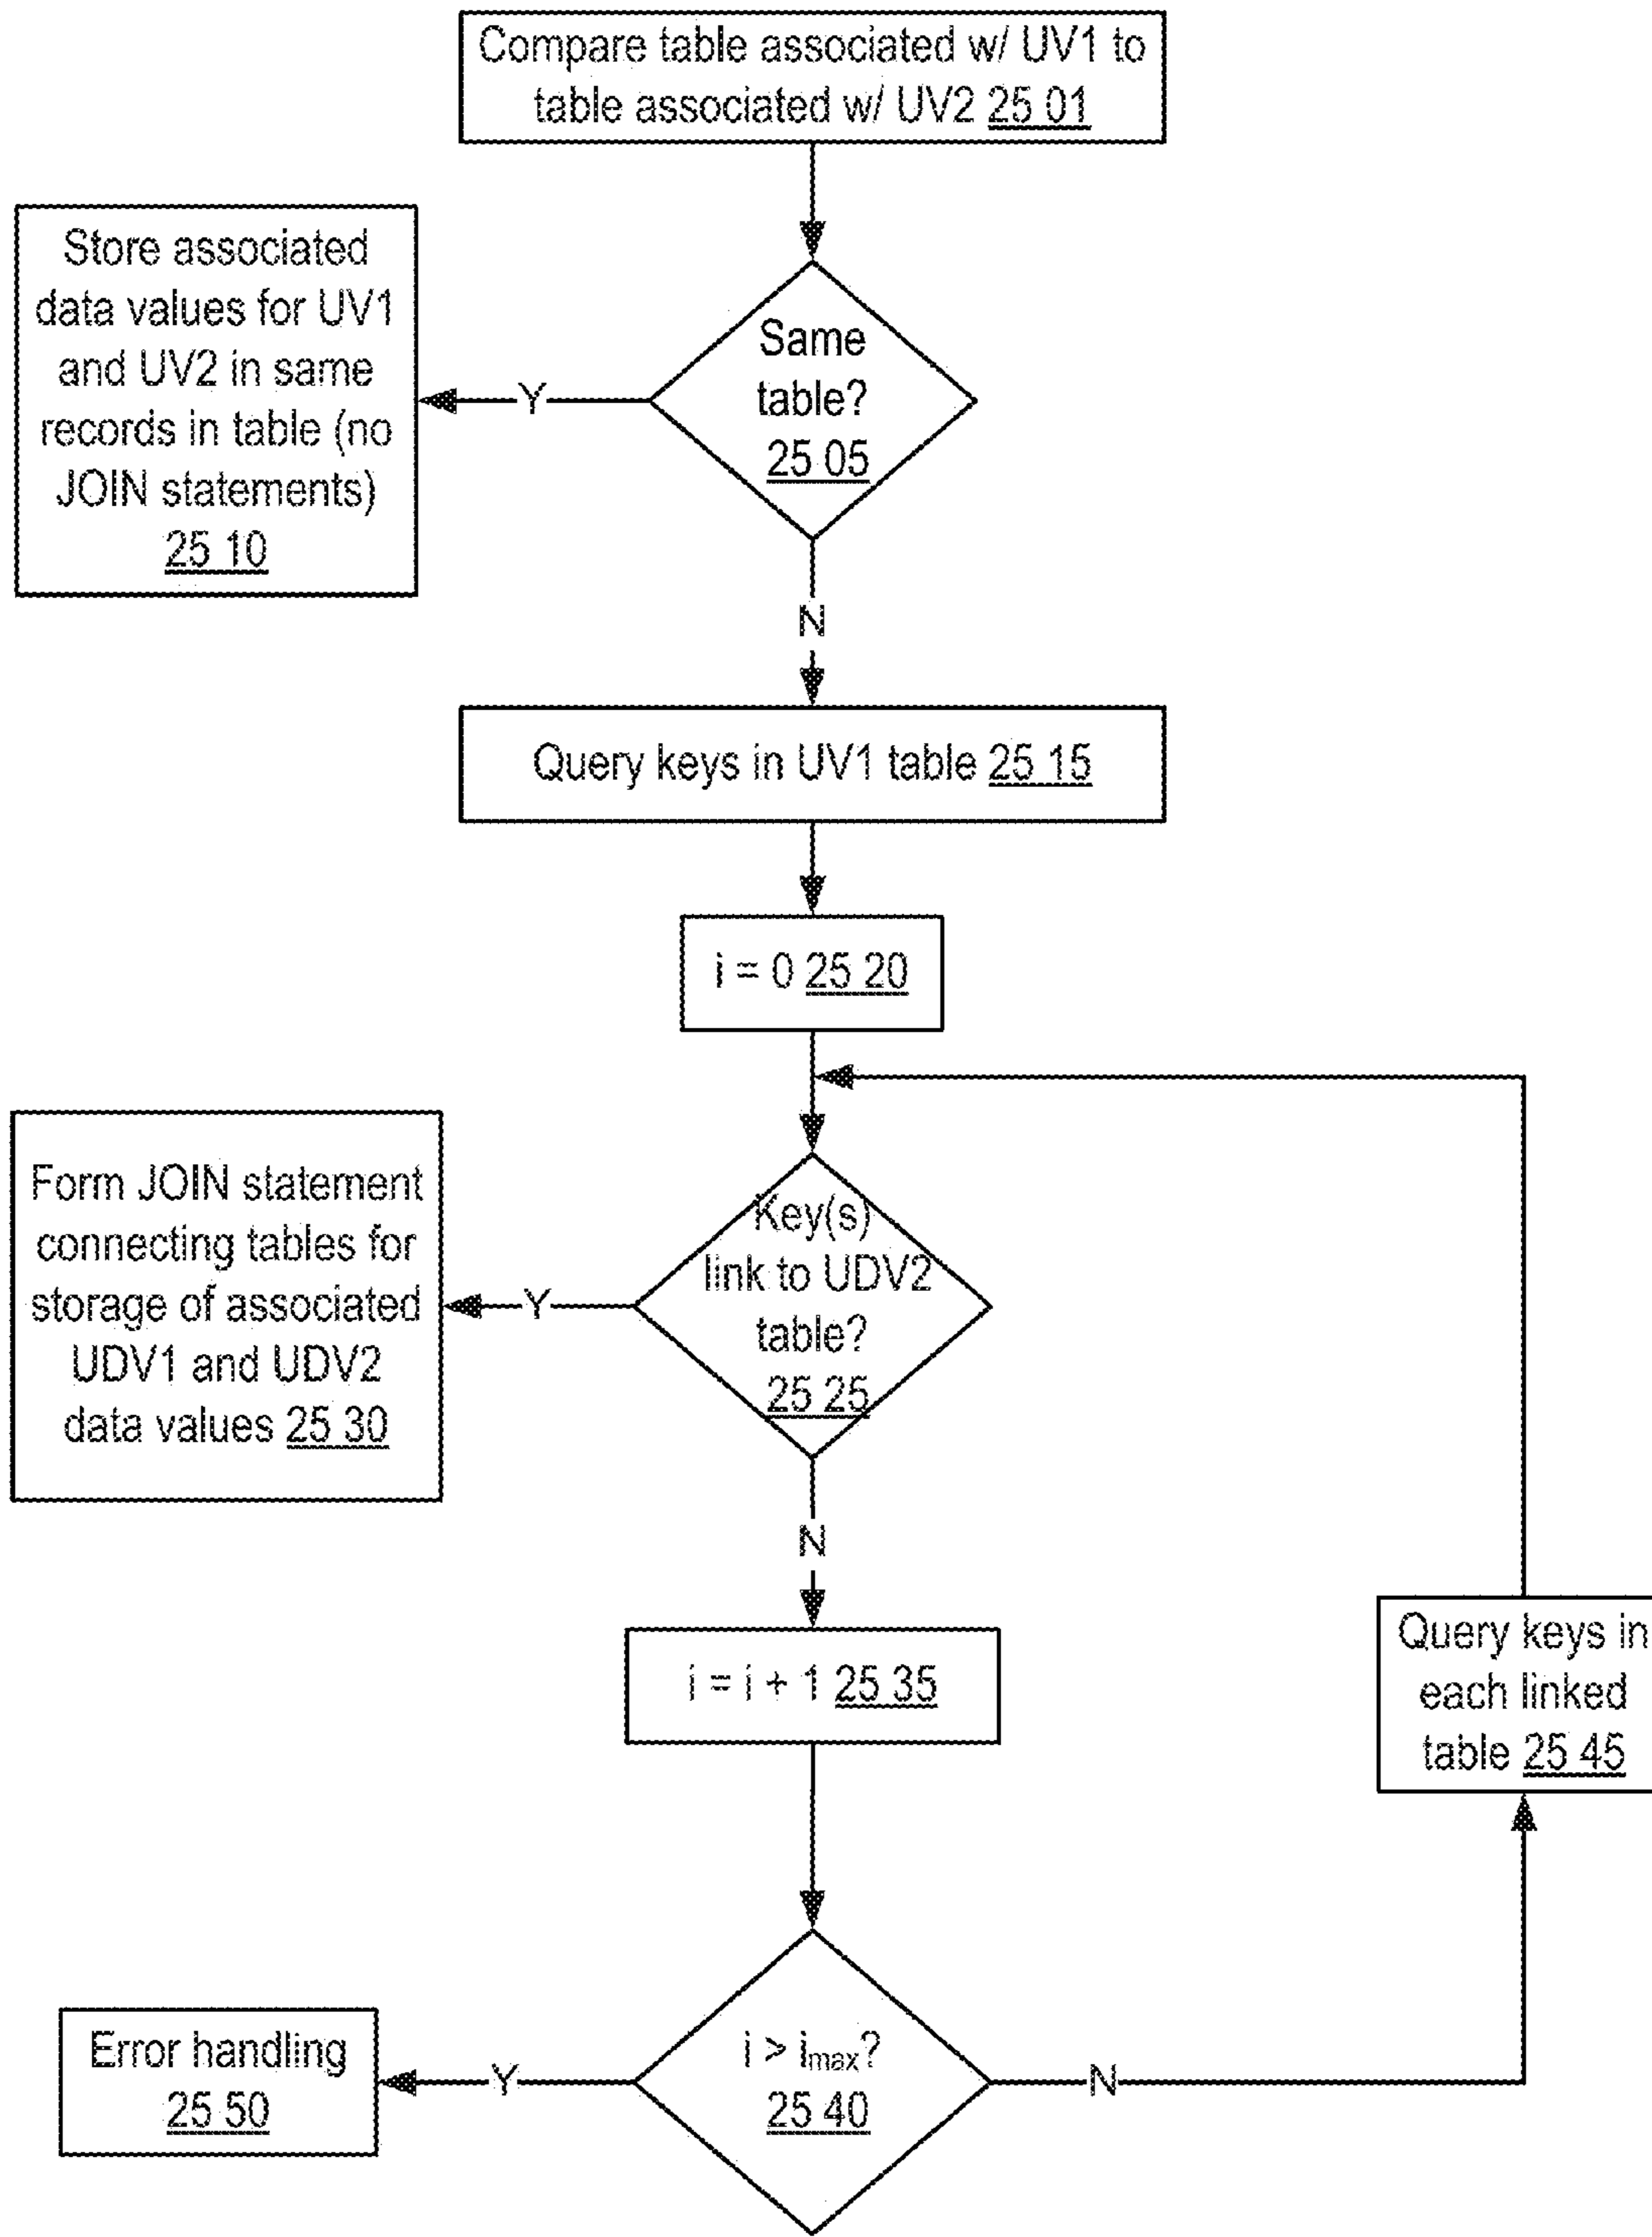 Compare table associated w/ UV1 to
table associated w/ UV2 25 01
Same
table?
25 05
Y
Store associated
data values for UV1
and UV2 in same
records in table (no
JOIN statements)
25 10
N
Query keys in UV1 table 25 15
i = 0 25 20
Key(s)
link to UDV2
table?
25 25
Y
Form JOIN statement
connecting tables for
storage of associated
UDV1 and UDV2
data values 25 30
N
i = i + 1 25 35
Query keys in
each linked
table 25 45
i > imax?
25 40
Y
N
Error handling
25 50